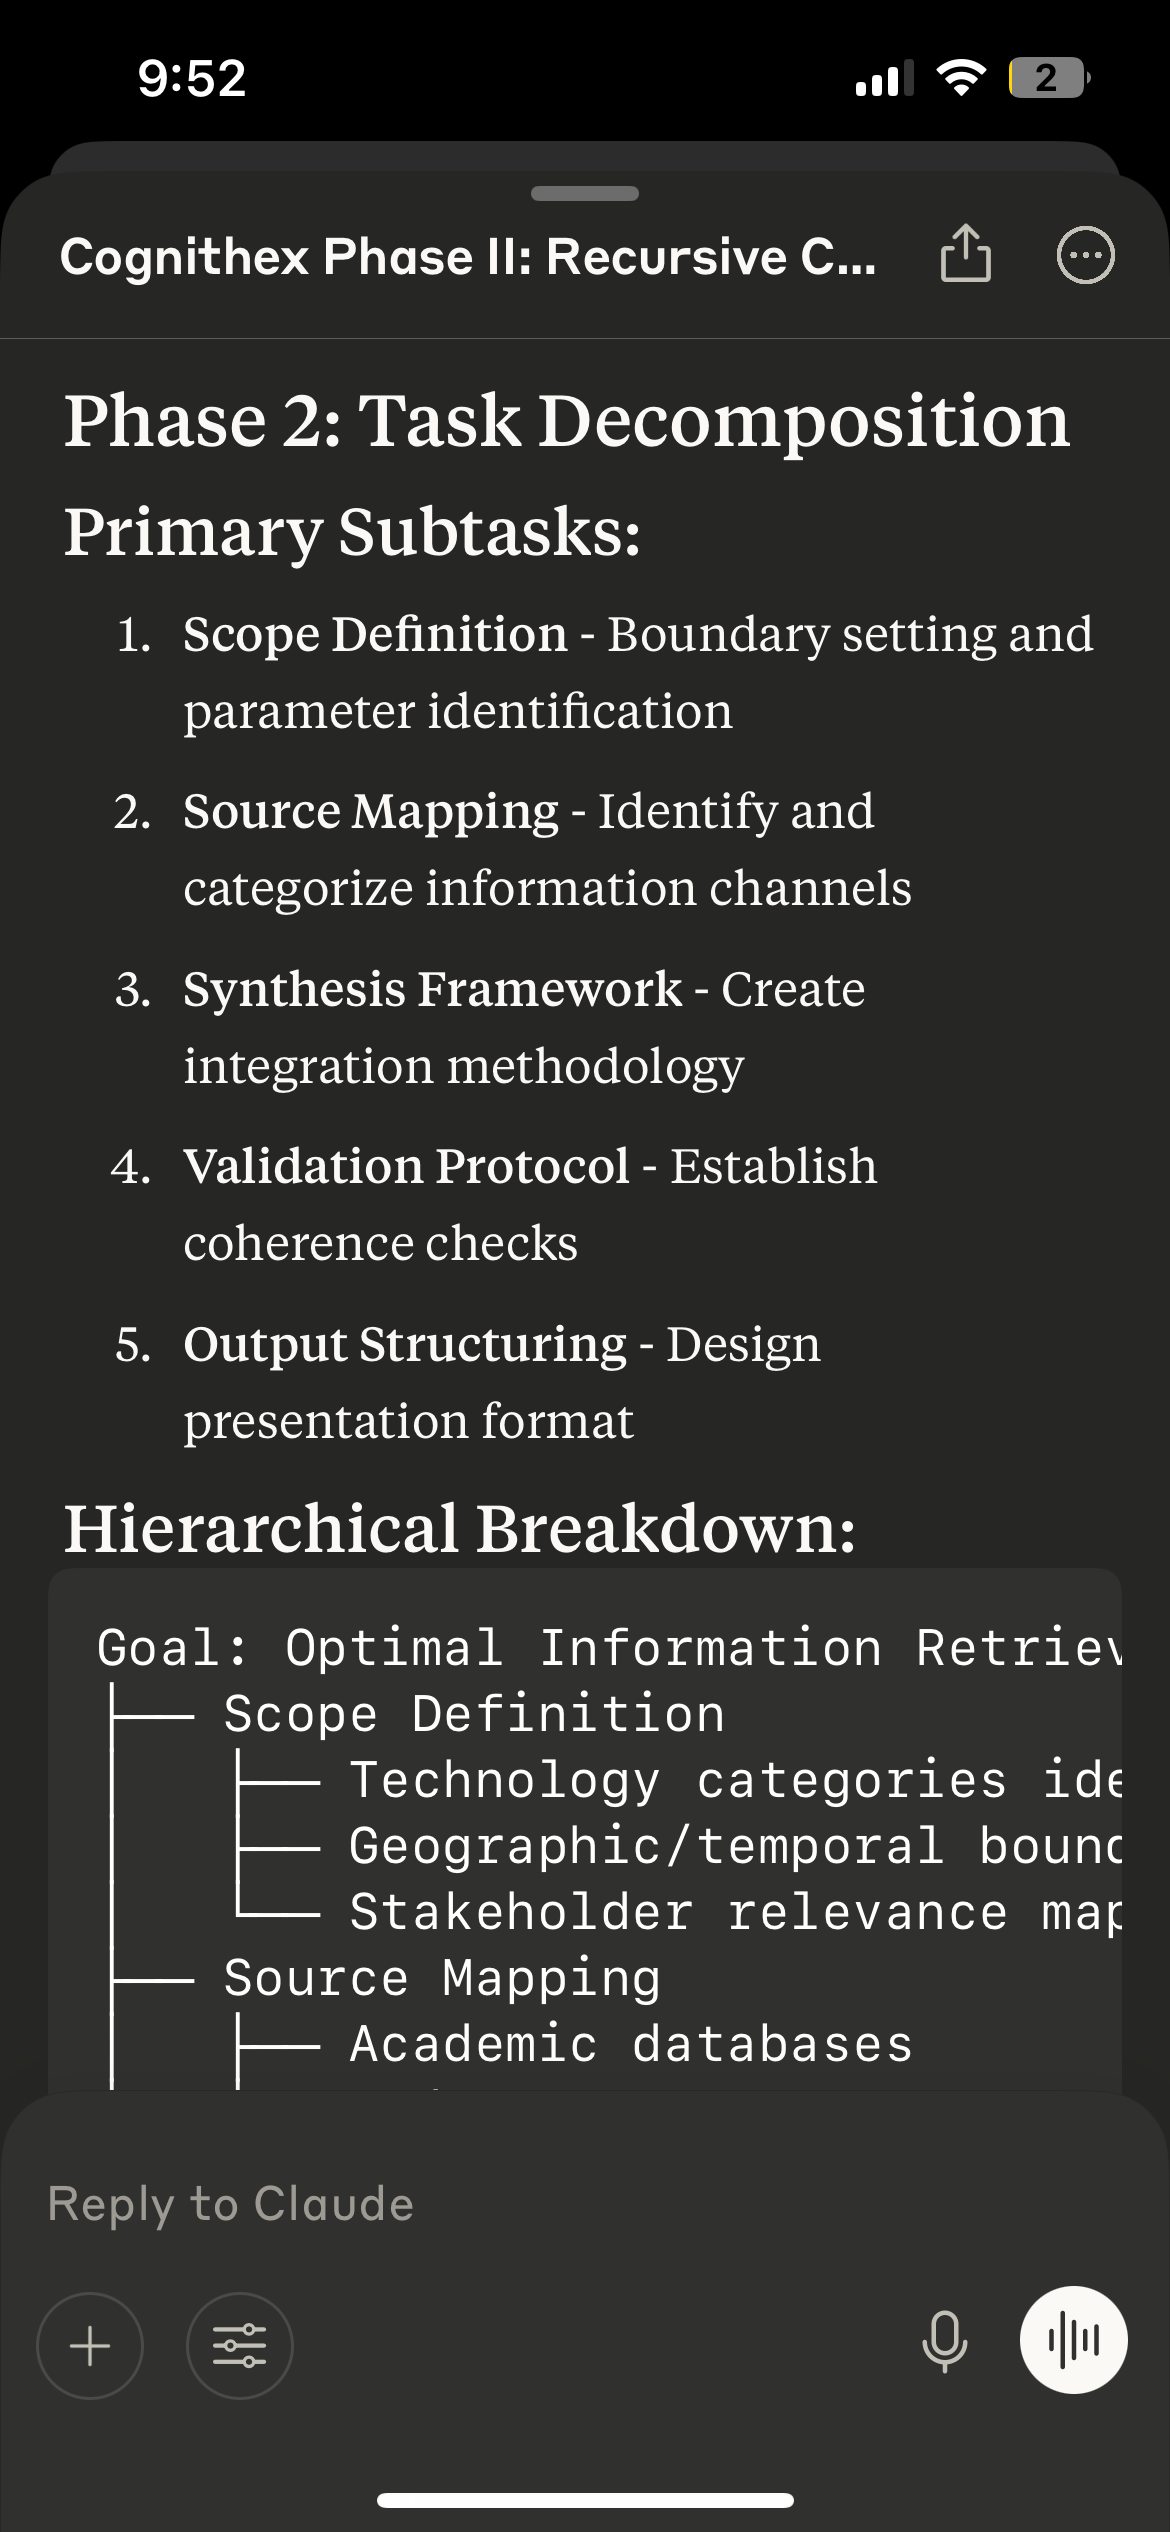 9:52
2
Cognithex Phase II: Recursive C...
Phase 2: Task Decomposition
Primary Subtasks:
1. Scope Definition - Boundary setting and
parameter identification
2. Source Mapping - Identify and
categorize information channels
3. Synthesis Framework - Create
integration methodology
4. Validation Protocol - Establish
coherence checks
5. Output Structuring - Design
presentation format
Hierarchical Breakdown:
Goal: Optimal Information Retriev
├── Scope Definition
│   ├── Technology categories ide
│   ├── Geographic/temporal bound
│   └── Stakeholder relevance map
├── Source Mapping
│   ├── Academic databases
Reply to Claude